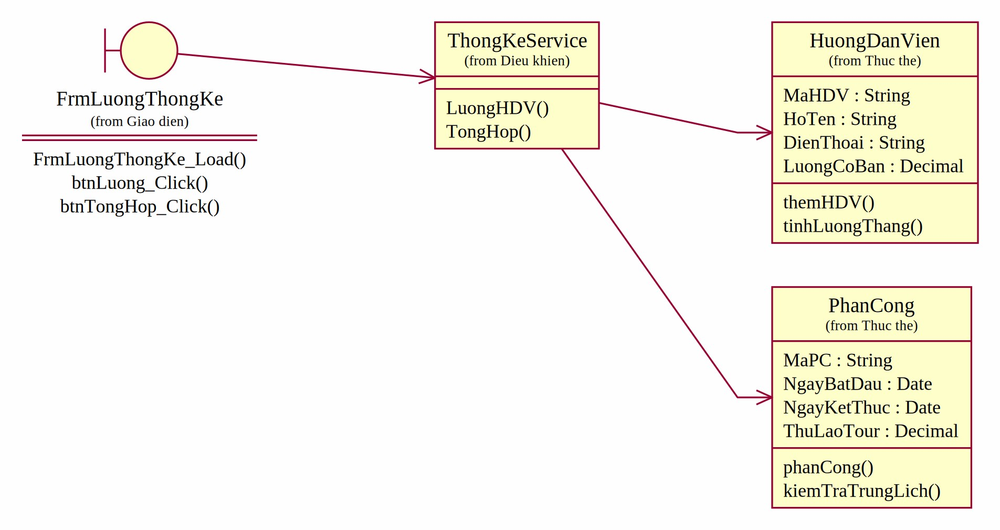 FrmLuongThongKe
(from Giao dien)
FrmLuongThongKe_Load()
btnLuong_Click()
btnTongHop_Click()
ThongKeService
(from Dieu khien)
LuongHDV()
TongHop()
HuongDanVien
(from Thuc the)
MaHDV : String
HoTen : String
DienThoai : String
LuongCoBan : Decimal
themHDV()
tinhLuongThang()
PhanCong
(from Thuc the)
MaPC : String
NgayBatDau : Date
NgayKetThuc : Date
ThuLaoTour : Decimal
phanCong()
kiemTraTrungLich()